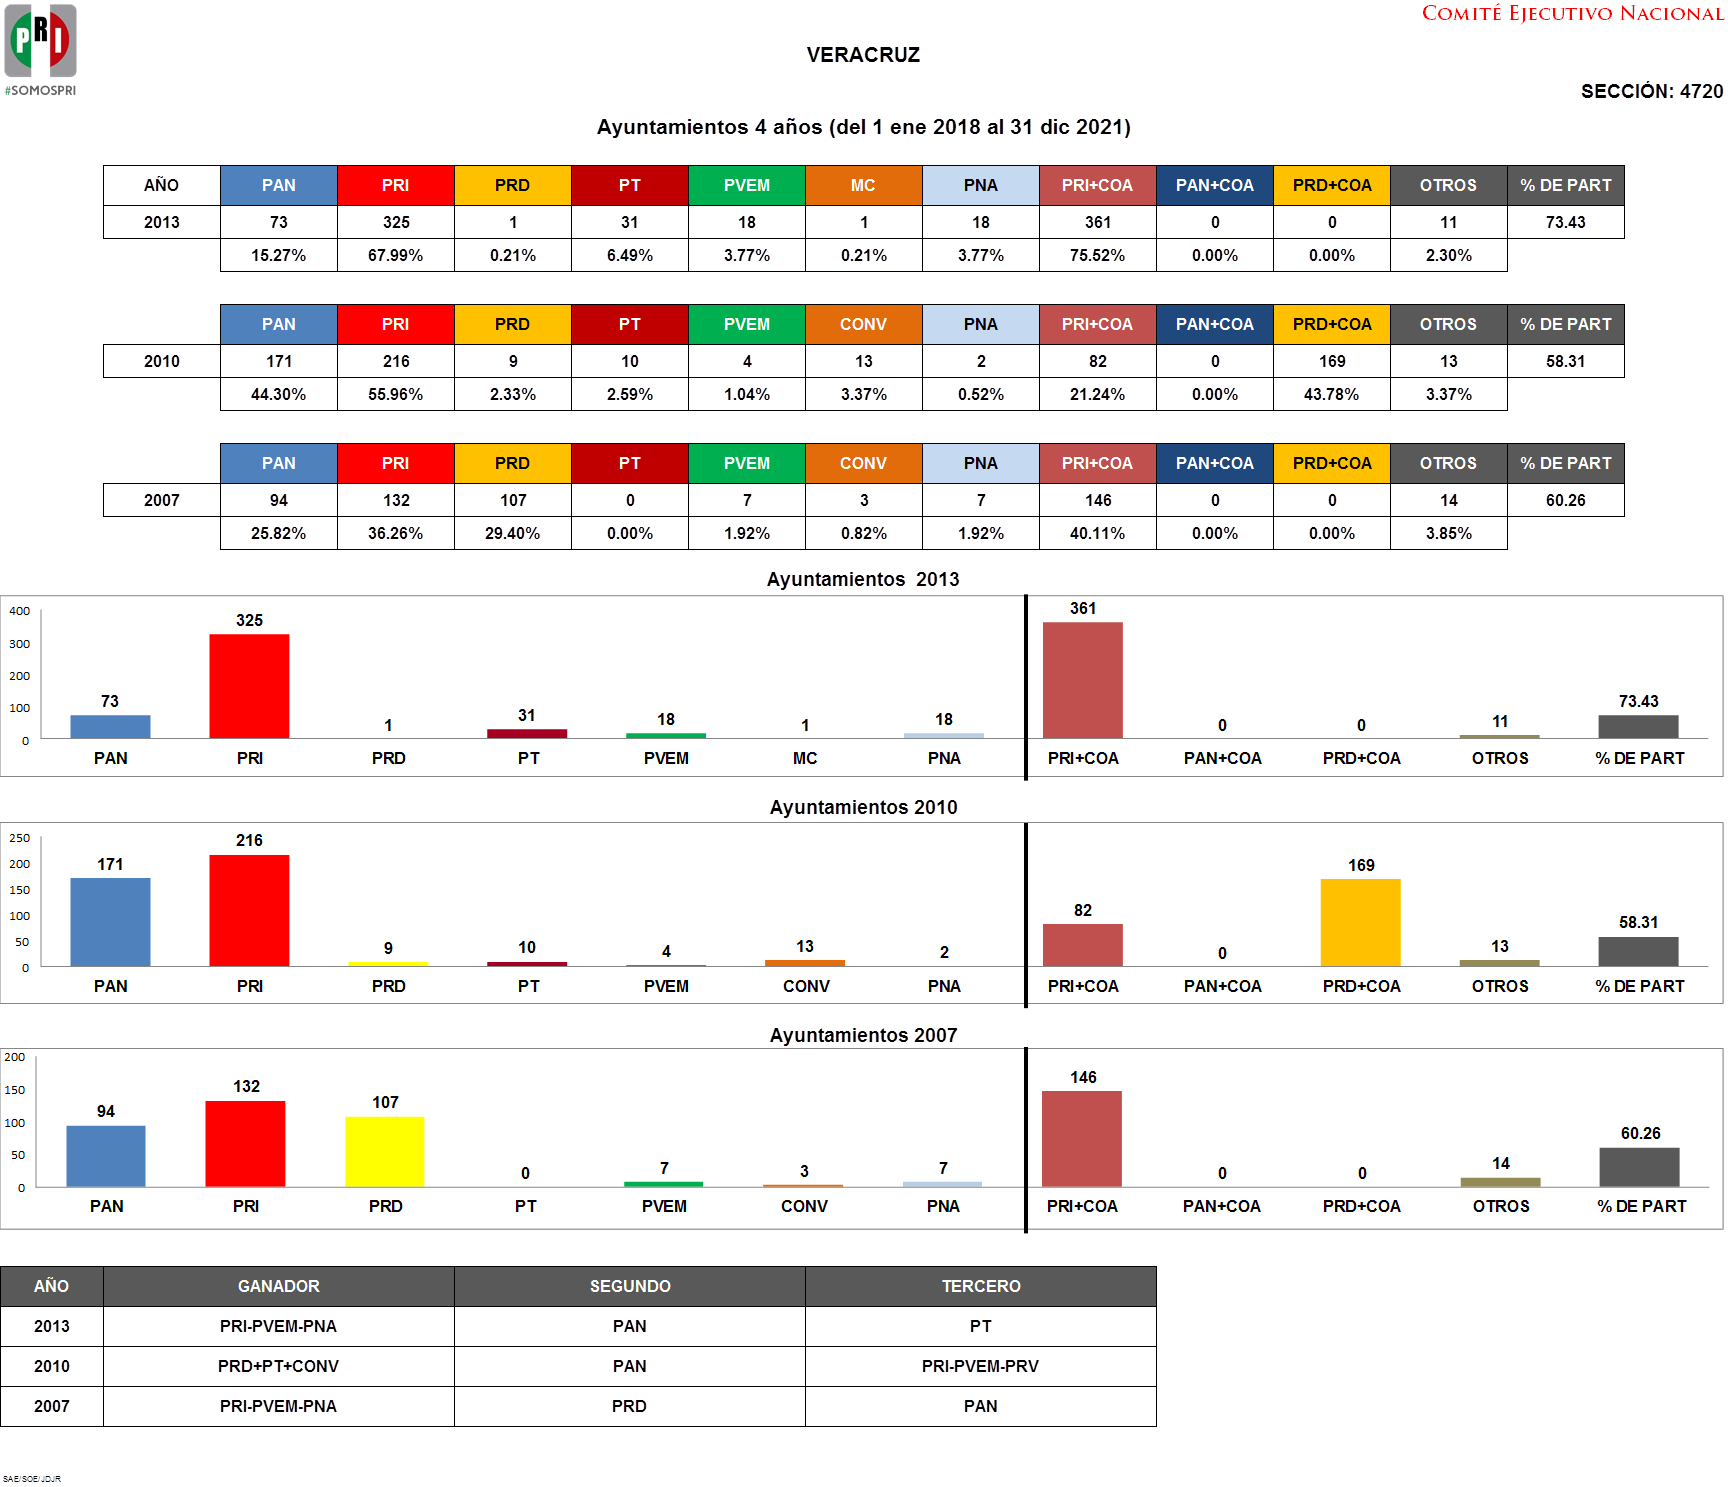 PRI
#SOMOSPRI
COMITÉ EJECUTIVO NACIONAL
VERACRUZ
SECCIÓN: 4720
Ayuntamientos 4 años (del 1 ene 2018 al 31 dic 2021)
AÑO PAN PRI PRD PT PVEM MC PNA PRI+COA PAN+COA PRD+COA OTROS % DE PART
2013 73 325 1 31 18 1 18 361 0 0 11 73.43
15.27% 67.99% 0.21% 6.49% 3.77% 0.21% 3.77% 75.52% 0.00% 0.00% 2.30%
PAN PRI PRD PT PVEM CONV PNA PRI+COA PAN+COA PRD+COA OTROS % DE PART
2010 171 216 9 10 4 13 2 82 0 169 13 58.31
44.30% 55.96% 2.33% 2.59% 1.04% 3.37% 0.52% 21.24% 0.00% 43.78% 3.37%
PAN PRI PRD PT PVEM CONV PNA PRI+COA PAN+COA PRD+COA OTROS % DE PART
2007 94 132 107 0 7 3 7 146 0 0 14 60.26
25.82% 36.26% 29.40% 0.00% 1.92% 0.82% 1.92% 40.11% 0.00% 0.00% 3.85%
Ayuntamientos 2013
400
300
200
100
0
73 325 1 31 18 1 18 361 0 0 11 73.43
PAN PRI PRD PT PVEM MC PNA PRI+COA PAN+COA PRD+COA OTROS % DE PART
Ayuntamientos 2010
250
200
150
100
50
0
171 216 9 10 4 13 2 82 0 169 13 58.31
PAN PRI PRD PT PVEM CONV PNA PRI+COA PAN+COA PRD+COA OTROS % DE PART
Ayuntamientos 2007
200
150
100
50
0
94 132 107 0 7 3 7 146 0 0 14 60.26
PAN PRI PRD PT PVEM CONV PNA PRI+COA PAN+COA PRD+COA OTROS % DE PART
AÑO GANADOR SEGUNDO TERCERO
2013 PRI-PVEM-PNA PAN PT
2010 PRD+PT+CONV PAN PRI-PVEM-PRV
2007 PRI-PVEM-PNA PRD PAN
SAE/SOE/JDJR